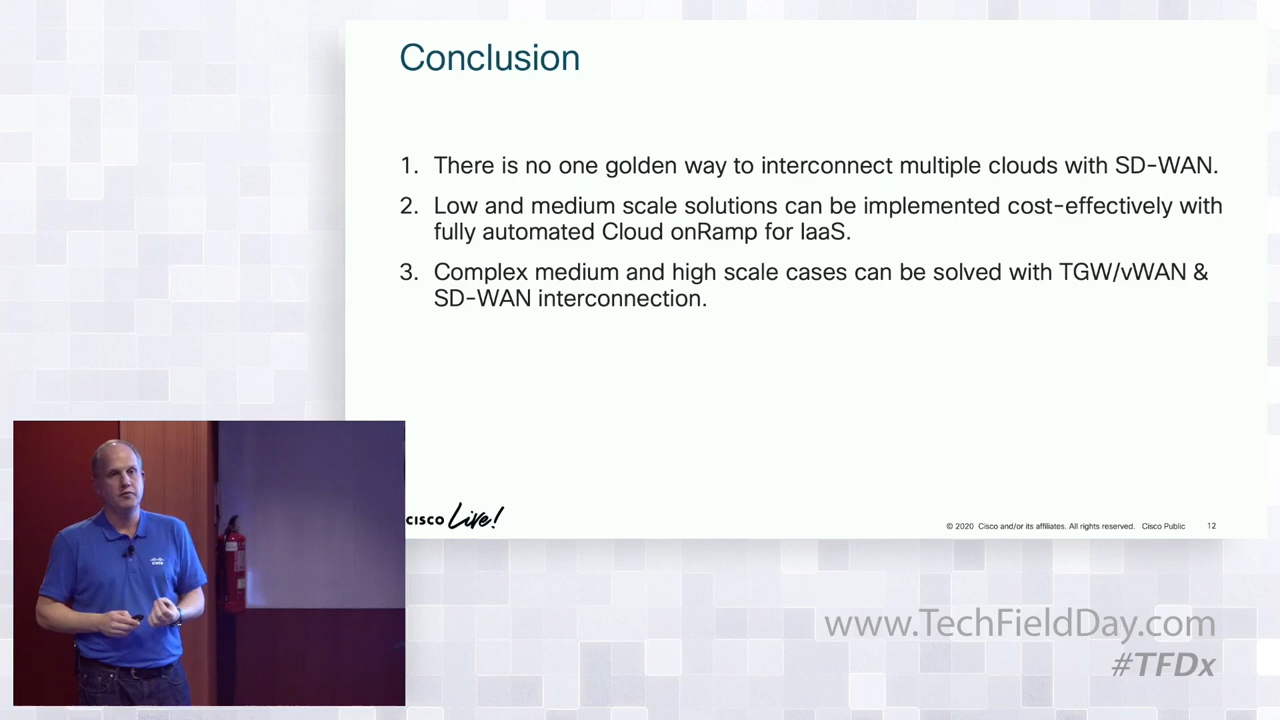 Conclusion
1. There is no one golden way to interconnect multiple clouds with SD-WAN.
2. Low and medium scale solutions can be implemented cost-effectively with
fully automated Cloud onRamp for IaaS.
3. Complex medium and high scale cases can be solved with TGW/vWAN &
SD-WAN interconnection.
CISCO Live!
© 2020 Cisco and/or its affiliates. All rights reserved. Cisco Public 12
cisco
www.TechFieldDay.com
#TFDx